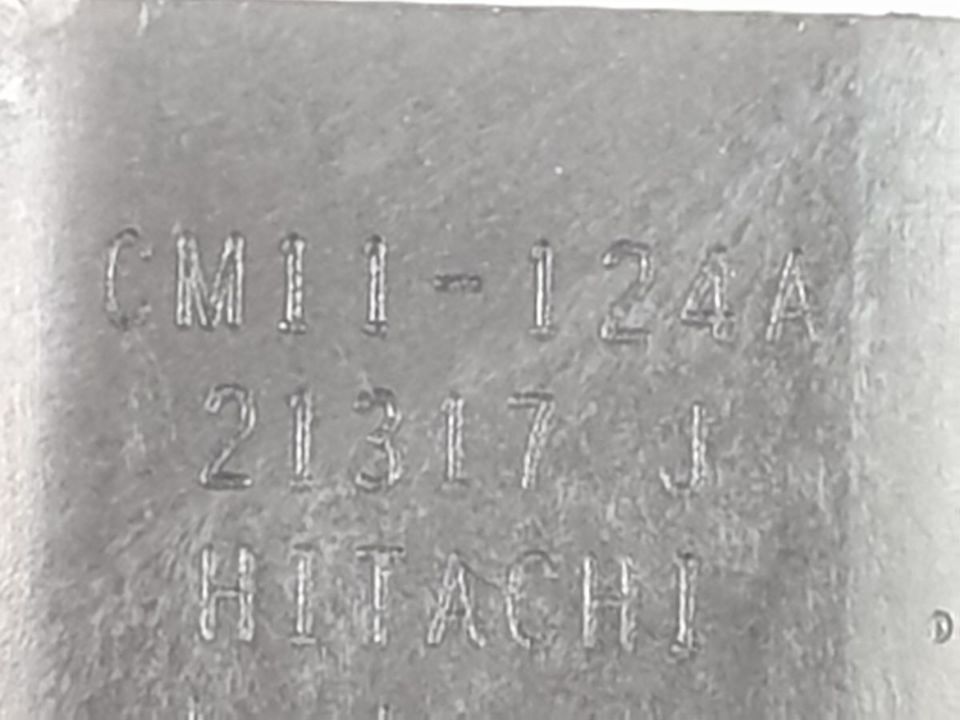 CM11-124A
21317 J
HITACHI
D